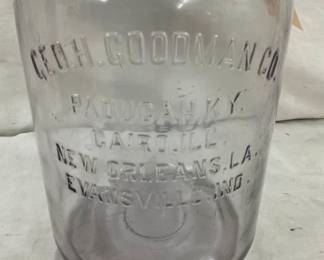 GEO.H.GOODMAN CO.
PADUCAH, KY.
CAIRO, ILL.
NEW ORLEANS, LA.
EVANSVILLE, IND.